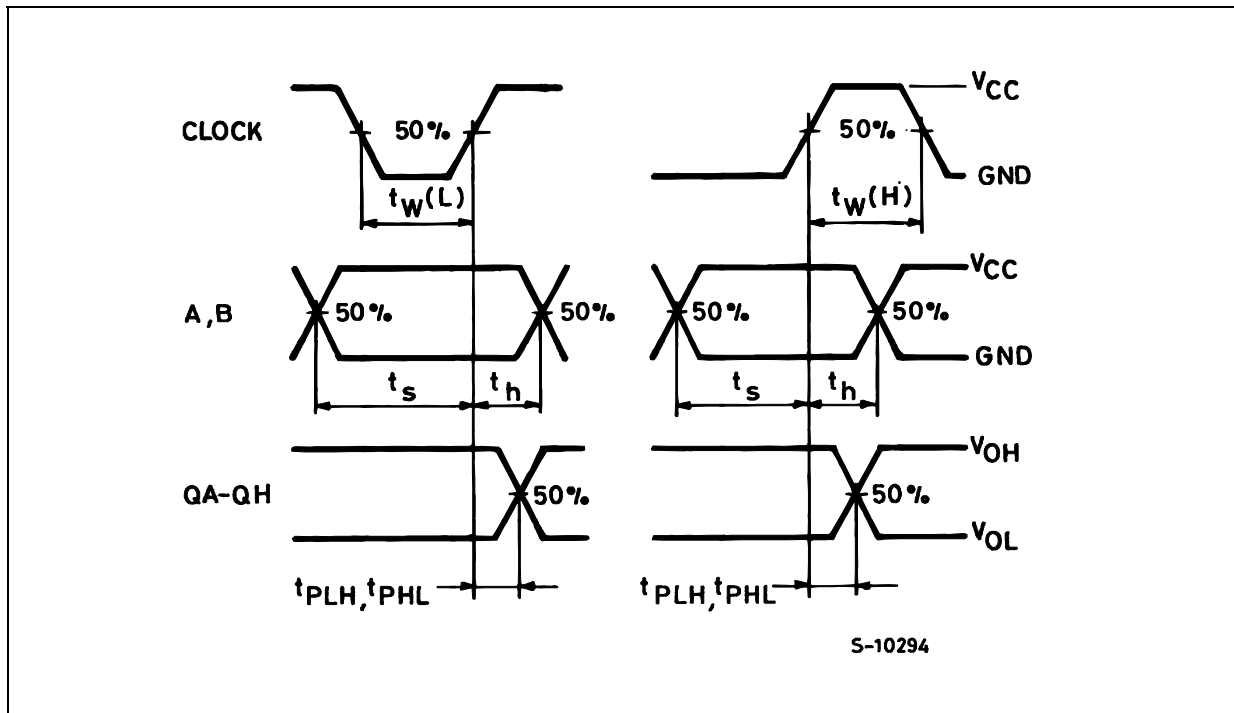 VCC
CLOCK
50%
50%
GND
tW(L)
tW(H)
VCC
A,B
50%
50%
50%
50%
GND
ts
th
ts
th
VOH
QA-QH
50%
50%
VOL
tPLH,tPHL
tPLH,tPHL
S-10294